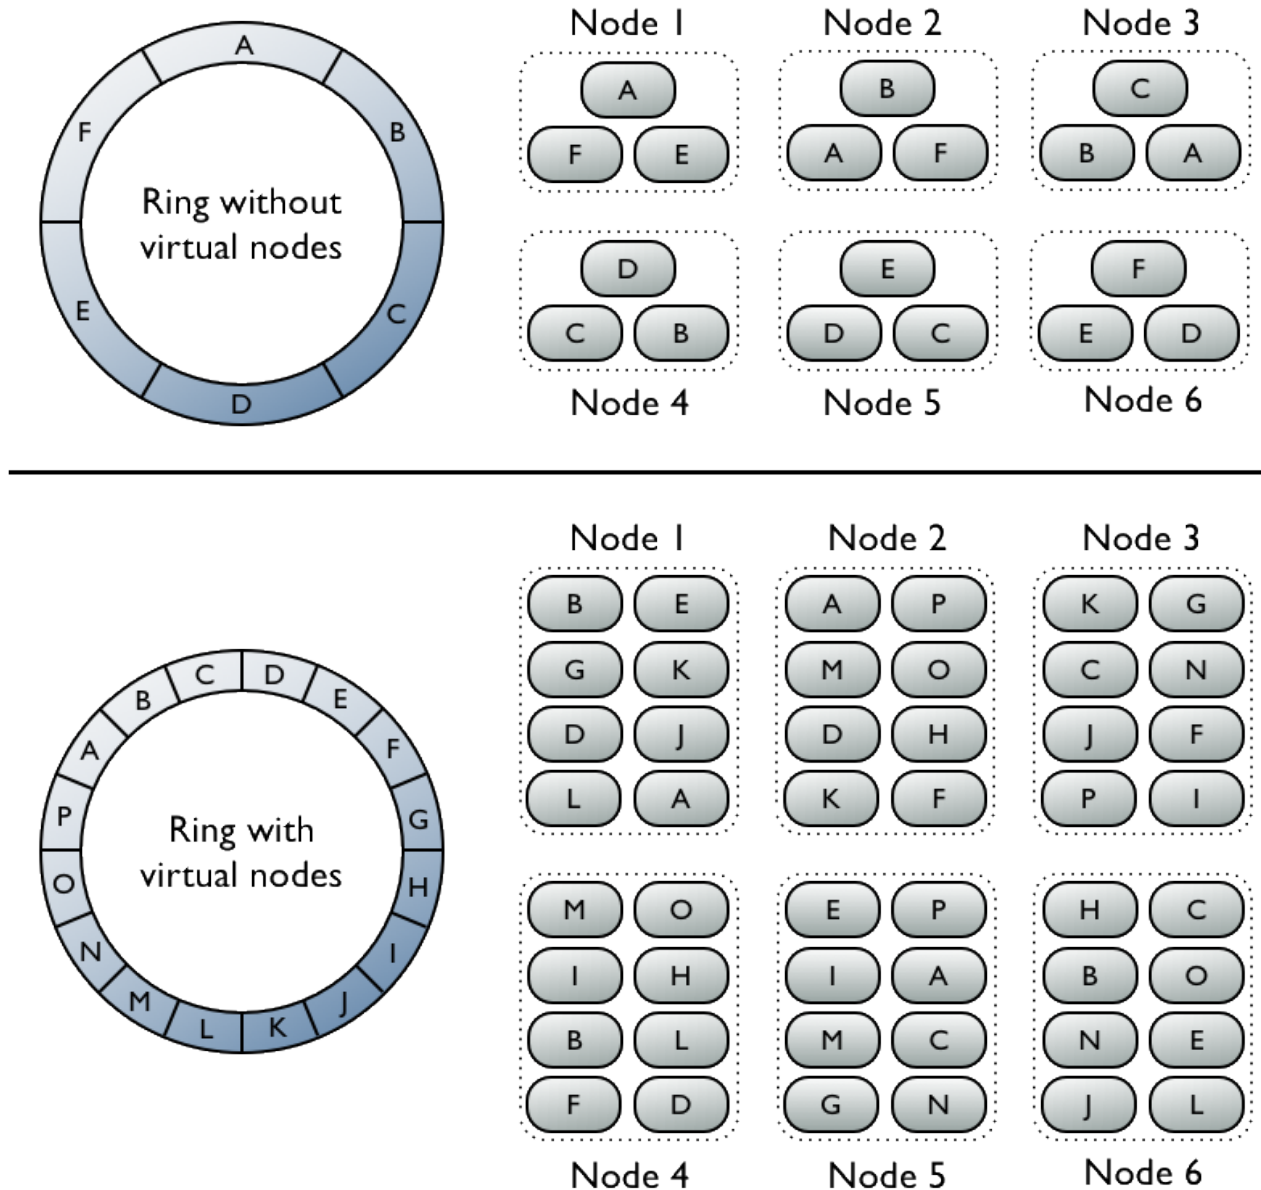 A
B
C
D
E
F
Ring without
virtual nodes
Node 1
A
F E
Node 2
B
A F
Node 3
C
B A
D
C B
Node 4
E
D C
Node 5
F
E D
Node 6
A
B
C
D
E
F
G
H
I
J
K
L
M
N
O
P
Ring with
virtual nodes
Node 1
B E
G K
D J
L A
Node 2
A P
M O
D H
K F
Node 3
K G
C N
J F
P I
M O
I H
B L
F D
Node 4
E P
I A
M C
G N
Node 5
H C
B O
N E
J L
Node 6